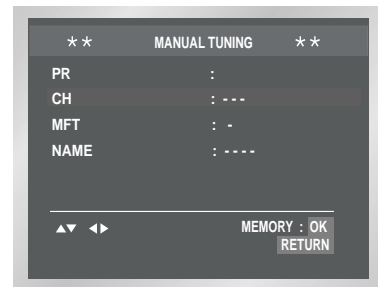 ** MANUAL TUNING **
PR :
CH : - - -
MFT : -
NAME : - - - -
▲▼ ◀▶ MEMORY : OK
RETURN